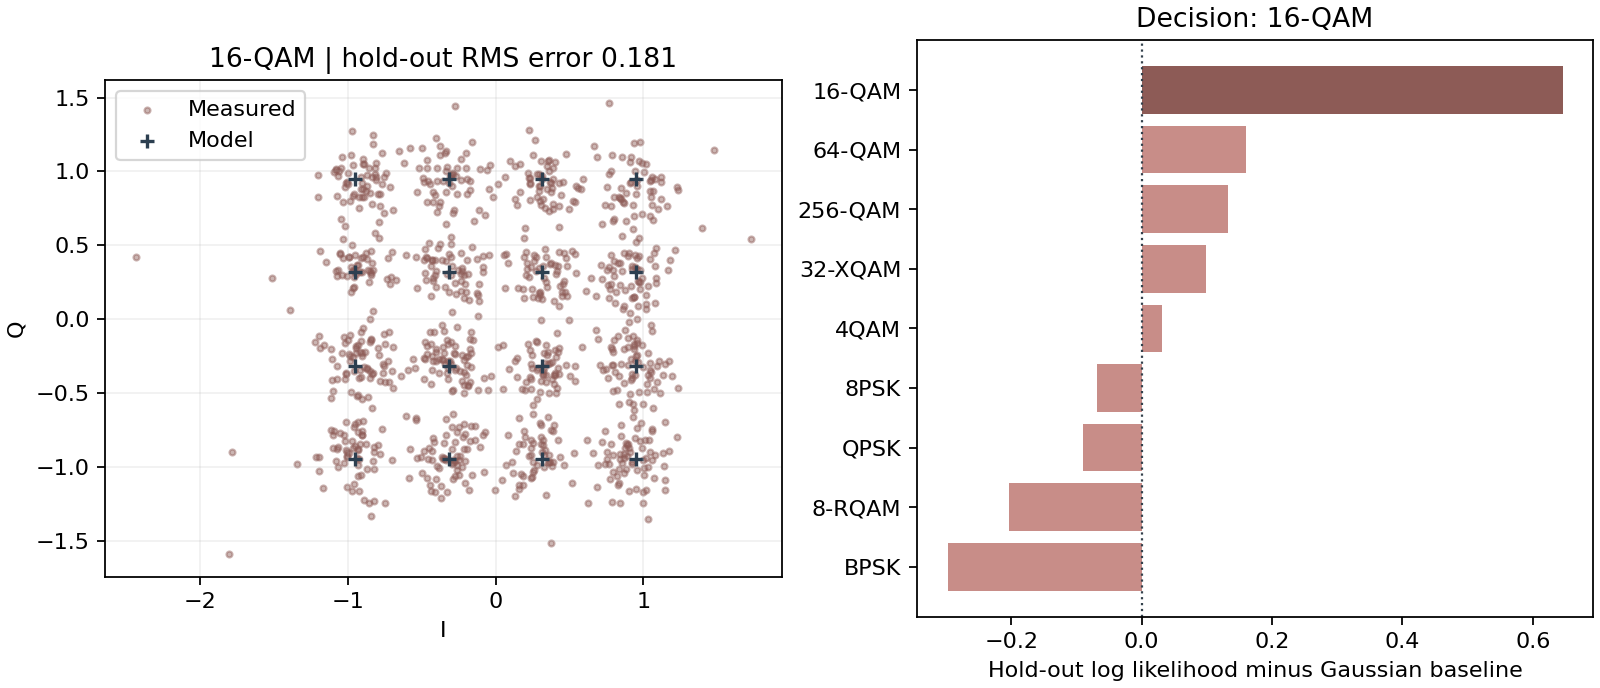 16-QAM | hold-out RMS error 0.181
Measured
Model
1.5
1.0
0.5
0.0
−0.5
−1.0
−1.5
Q
−2
−1
0
1
I
Decision: 16-QAM
16-QAM
64-QAM
256-QAM
32-XQAM
4QAM
8PSK
QPSK
8-RQAM
BPSK
−0.2
0.0
0.2
0.4
0.6
Hold-out log likelihood minus Gaussian baseline